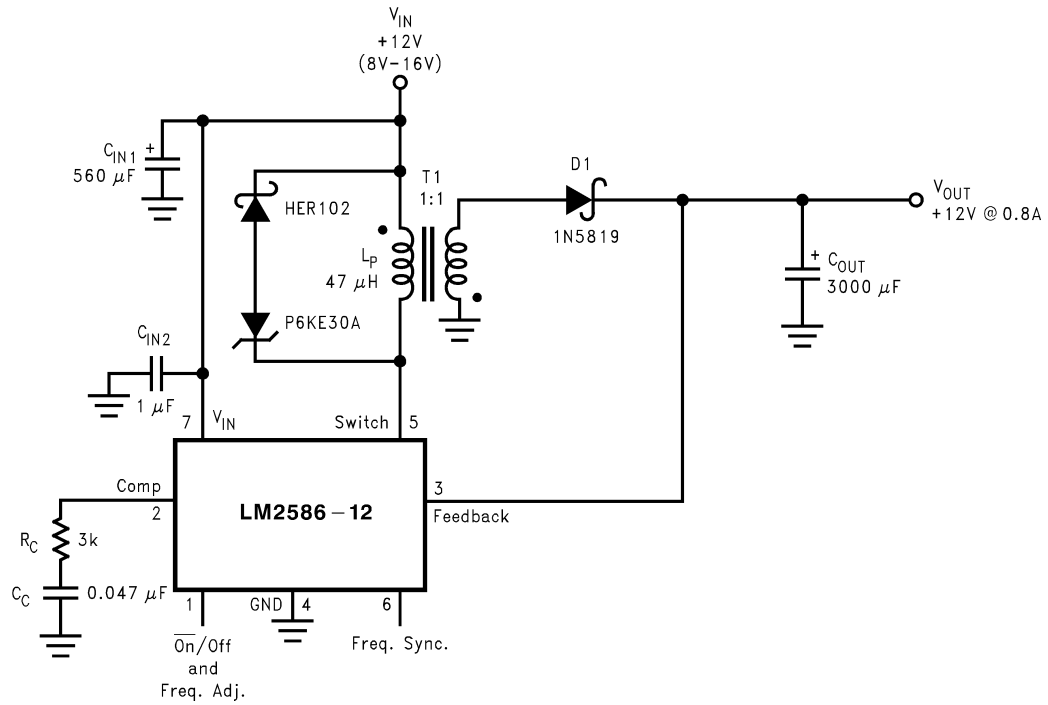 V_IN
+12V
(8V–16V)
C_IN1
+
560 μF
HER102
T1
1:1
D1
1N5819
V_OUT
+12V @ 0.8A
L_P
47 μH
+
C_OUT
3000 μF
P6KE30A
C_IN2
1 μF
7
V_IN
Switch
5
Comp
2
LM2586–12
3
Feedback
R_C
3k
C_C
0.047 μF
1
GND
4
6
O̅n̅/Off
and
Freq. Adj.
Freq. Sync.